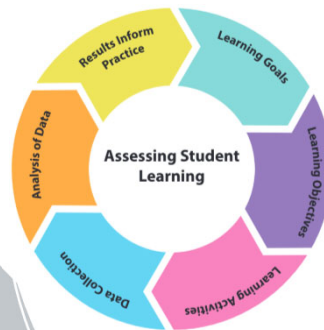 Results Inform
Practice
Learning Goals
Learning Objectives
Learning Activities
Data Collection
Analysis of Data
Assessing Student
Learning